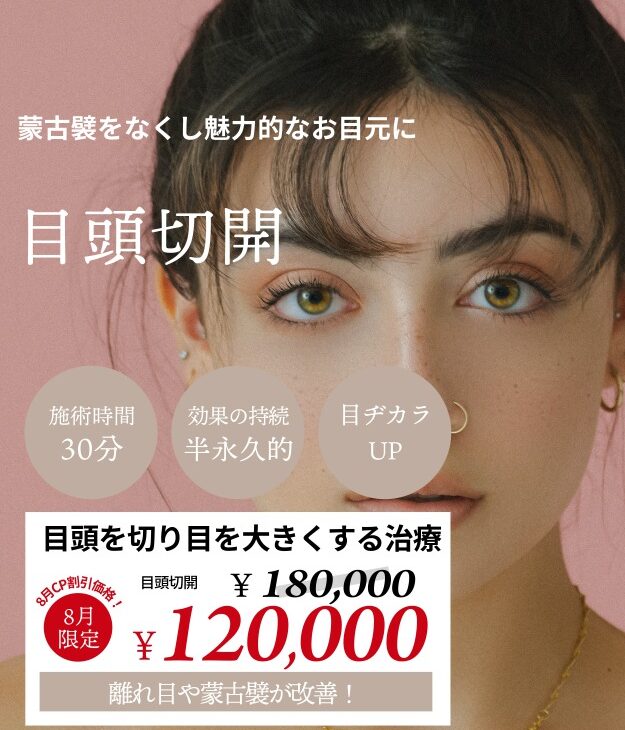 蒙古襞をなくし魅力的なお目元に
目頭切開
施術時間
30分
効果の持続
半永久的
目ヂカラ
UP
目頭を切り目を大きくする治療
8月CP割引価格！
8月
限定
目頭切開
¥ 180,000
¥ 120,000
離れ目や蒙古襞が改善！